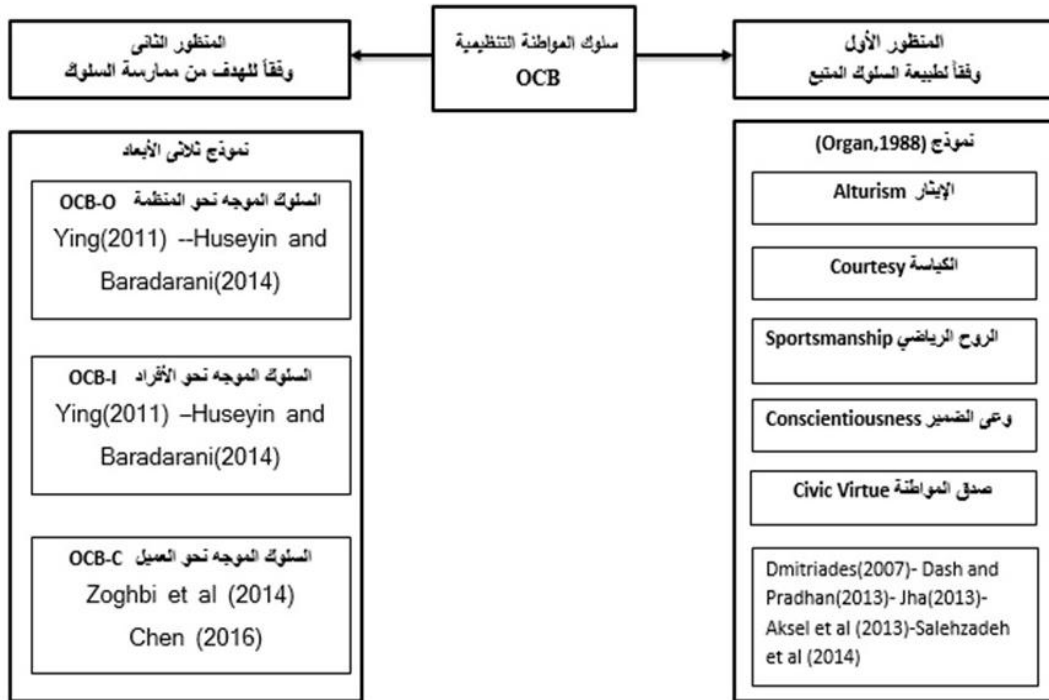 سلوك المواطنة التنظيمية
OCB
المنظور الأول
وفقاً لطبيعة السلوك المتبع
نموذج (Organ,1988)
الإيثار Alturism
الكياسة Courtesy
الروح الرياضي Sportsmanship
وعى الضمير Conscientiousness
صدق المواطنة Civic Virtue
Dmitriades(2007)- Dash and
Pradhan(2013)- Jha(2013)-
Aksel et al (2013)-Salehzadeh
et al (2014)
المنظور الثانى
وفقاً للهدف من ممارسة السلوك
نموذج ثلاثى الأبعاد
السلوك الموجه نحو المنظمة OCB-O
Ying(2011) --Huseyin and
Baradarani(2014)
السلوك الموجه نحو الأفراد OCB-I
Ying(2011) –Huseyin and
Baradarani(2014)
السلوك الموجه نحو العميل OCB-C
Zoghbi et al (2014)
Chen (2016)